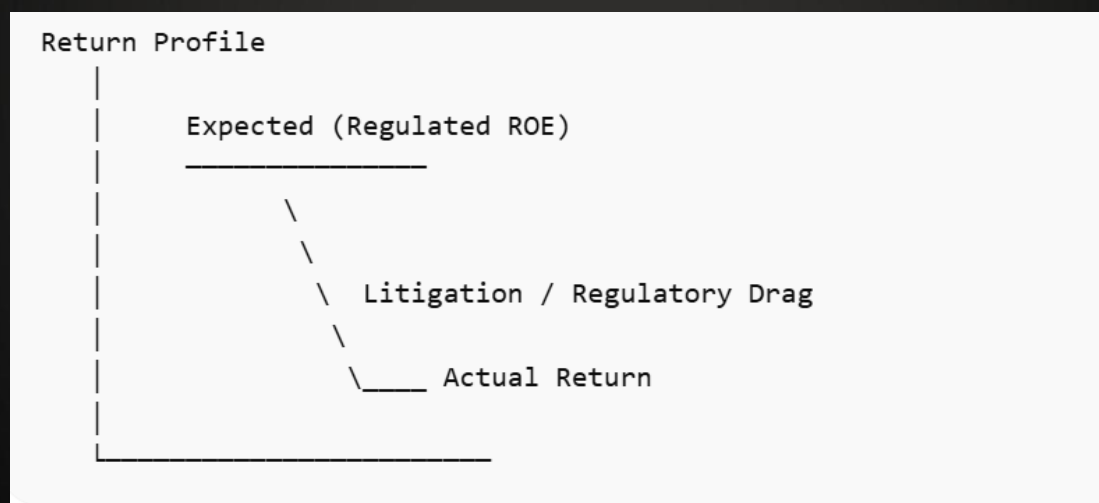 Return Profile
Expected (Regulated ROE)
Litigation / Regulatory Drag
Actual Return